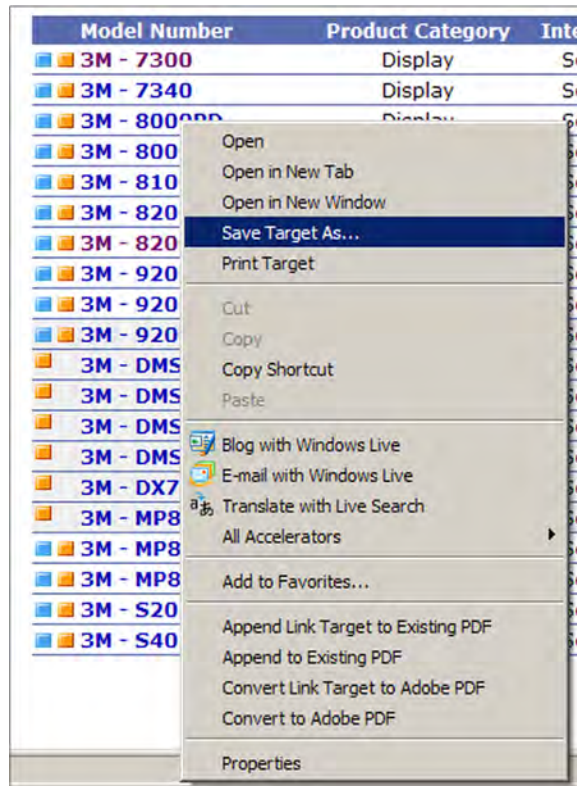 Model Number Product Category Inte
3M - 7300 Display S
3M - 7340 Display S
3M - 8000PD Display S
3M - 800
3M - 810
3M - 820
3M - 820
3M - 920
3M - 920
3M - 920
3M - DMS
3M - DMS
3M - DMS
3M - DMS
3M - DX7
3M - MP8
3M - MP8
3M - MP8
3M - S20
3M - S40
Open
Open in New Tab
Open in New Window
Save Target As...
Print Target
Cut
Copy
Copy Shortcut
Paste
Blog with Windows Live
E-mail with Windows Live
Translate with Live Search
All Accelerators
Add to Favorites...
Append Link Target to Existing PDF
Append to Existing PDF
Convert Link Target to Adobe PDF
Convert to Adobe PDF
Properties